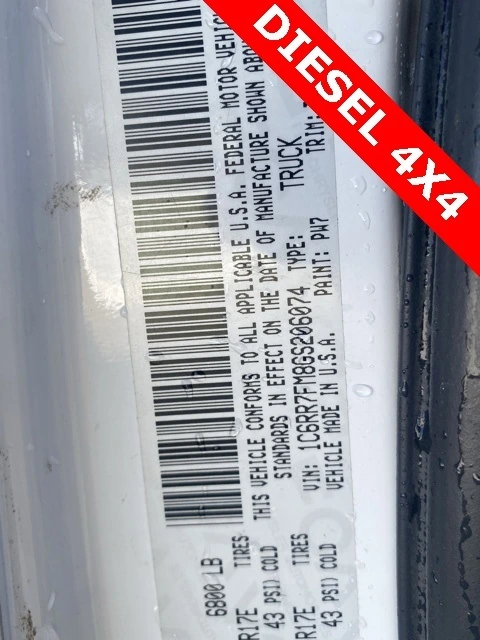 DIESEL 4X4
6800 LB
THIS VEHICLE CONFORMS TO ALL APPLICABLE U.S.A. FEDERAL MOTOR VEHIC
STANDARDS IN EFFECT ON THE DATE OF MANUFACTURE SHOWN ABOV
R17E TIRES
43 PSI) COLD
VIN: 1C6RR7FM8GS206074 TYPE: TRUCK
VEHICLE MADE IN U.S.A. PAINT: PW7 TRIM:
R17E TIRES
43 PSI) COLD